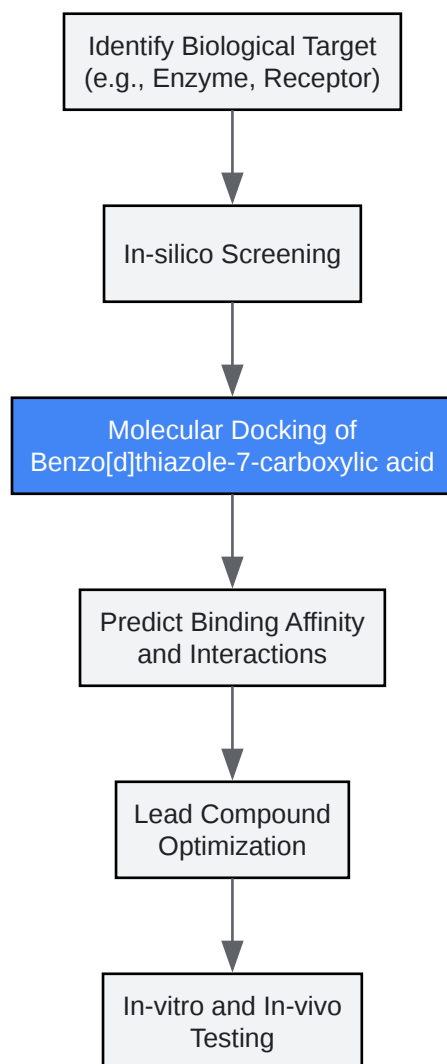 Identify Biological Target
(e.g., Enzyme, Receptor)
In-silico Screening
Molecular Docking of
Benzo[d]thiazole-7-carboxylic acid
Predict Binding Affinity
and Interactions
Lead Compound
Optimization
In-vitro and In-vivo
Testing